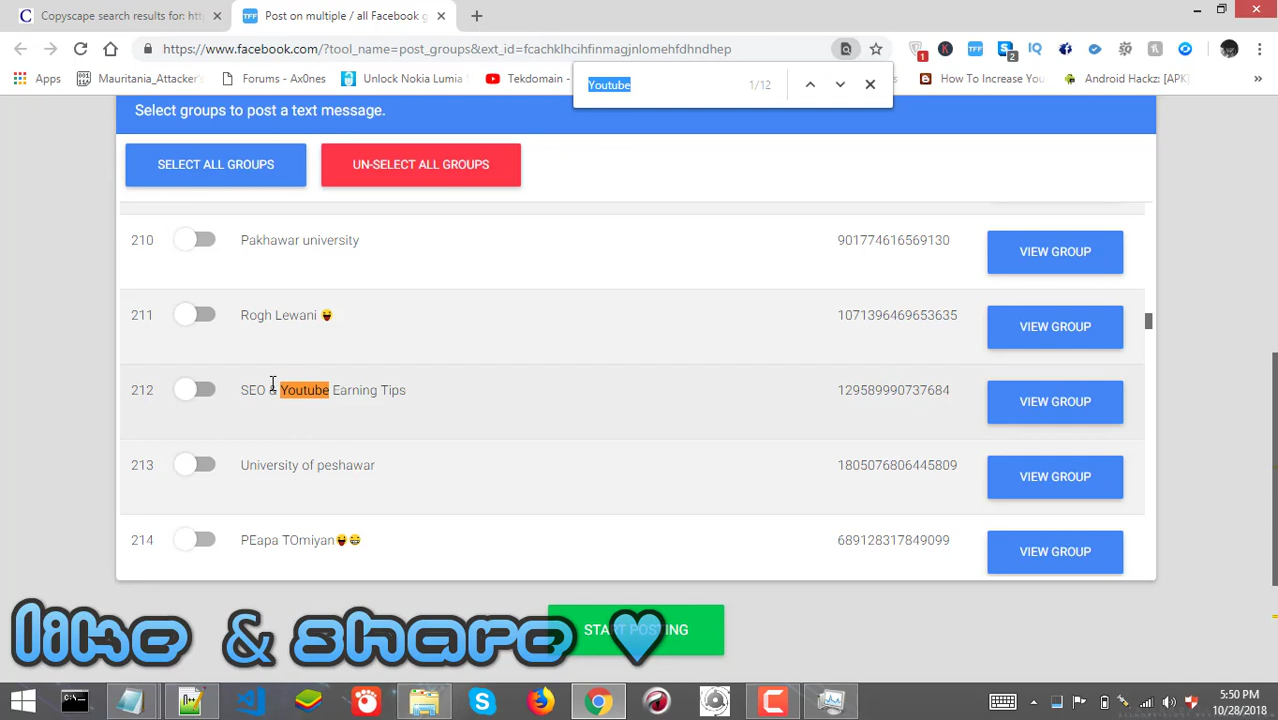 Copyscape search results for: htt
Post on multiple / all Facebook g
https://www.facebook.com/?tool_name=post_groups&ext_id=fcachklhcihfinmagjnlomehfdhndhep
Apps
Mauritania_Attacker's
Forums - Ax0nes
Unlock Nokia Lumia
Tekdomain
How To Increase You
Android Hackz: [APK]
Youtube
1/12
Select groups to post a text message.
SELECT ALL GROUPS
UN-SELECT ALL GROUPS
210 Pakhawar university 901774616569130 VIEW GROUP
211 Rogh Lewani 😜 1071396469653635 VIEW GROUP
212 SEO & Youtube Earning Tips 129589990737684 VIEW GROUP
213 University of peshawar 1805076806445809 VIEW GROUP
214 PEapa TOmiyan😜😂 689128317849099 VIEW GROUP
START POSTING
like & share
5:50 PM
10/28/2018